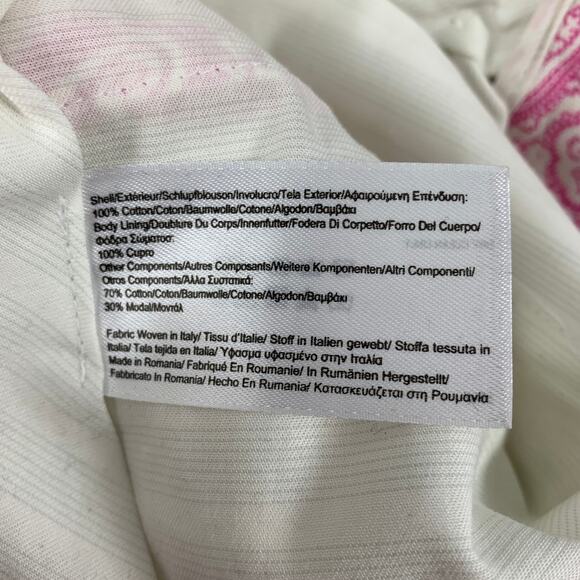 Shell/Extérieur/Schlupfblouson/Involucro/Tela Exterior/Αφαιρούμενη Επένδυση:
100% Cotton/Coton/Baumwolle/Cotone/Algodon/Βαμβάκι
Body Lining/Doublure Du Corps/Innenfutter/Fodera Di Corpetto/Forro Del Cuerpo/
Φόδρα Σώματος:
100% Cupro
Other Components/Autres Composants/Weitere Komponenten/Altri Componenti/
Otros Componentes/Άλλα Συστατικά:
70% Cotton/Coton/Baumwolle/Cotone/Algodon/Βαμβάκι
30% Modal/Μοντάλ
Fabric Woven in Italy/ Tissu d'Italie/ Stoff in Italien gewebt/ Stoffa tessuta in
Italia/ Tela tejida en Italia/ Υφασμα υφασμένο στην Ιταλία
Made in Romania/ Fabriqué En Roumanie/ In Rumänien Hergestellt/
Fabbricato In Romania/ Hecho En Rumania/ Κατασκευάζεται στη Ρουμανία